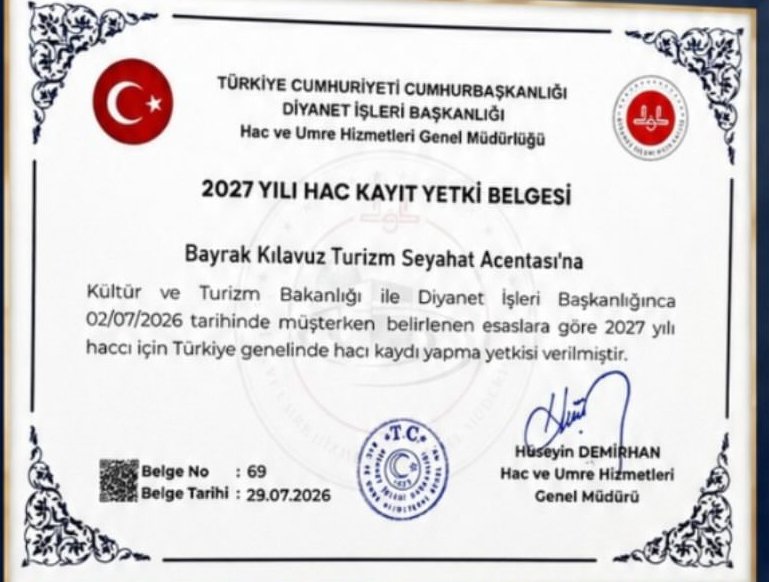 TÜRKİYE CUMHURİYETİ CUMHURBAŞKANLIĞI
DİYANET İŞLERİ BAŞKANLIĞI
Hac ve Umre Hizmetleri Genel Müdürlüğü
2027 YILI HAC KAYIT YETKİ BELGESİ
Bayrak Kılavuz Turizm Seyahat Acentası'na
Kültür ve Turizm Bakanlığı ile Diyanet İşleri Başkanlığınca
02/07/2026 tarihinde müşterken belirlenen esaslara göre 2027 yılı
haccı için Türkiye genelinde hacı kaydı yapma yetkisi verilmiştir.
T.C.
Hüseyin DEMİRHAN
Hac ve Umre Hizmetleri
Genel Müdürü
Belge No : 69
Belge Tarihi : 29.07.2026